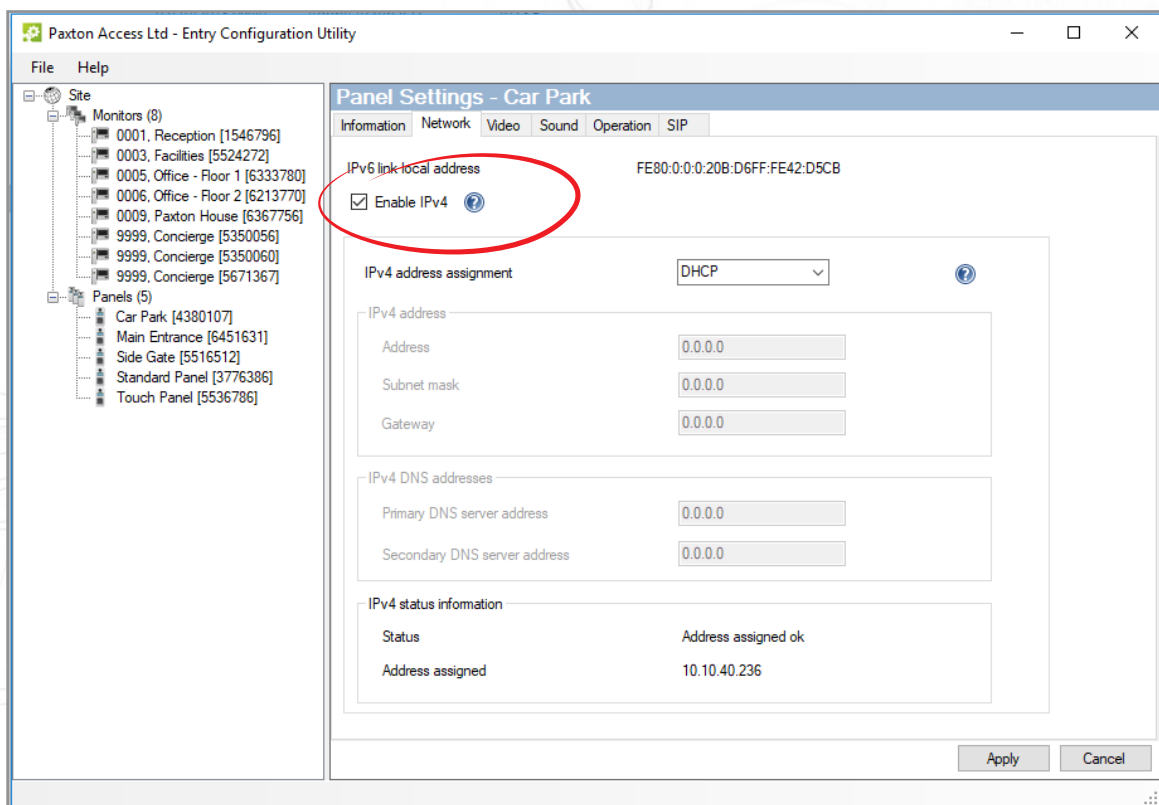 Paxton Access Ltd - Entry Configuration Utility
File Help
Site
Monitors (8)
0001, Reception [1546796]
0003, Facilities [5524272]
0005, Office - Floor 1 [6333780]
0006, Office - Floor 2 [6213770]
0009, Paxton House [6367756]
9999, Concierge [5350056]
9999, Concierge [5350060]
9999, Concierge [5671367]
Panels (5)
Car Park [4380107]
Main Entrance [6451631]
Side Gate [5516512]
Standard Panel [3776386]
Touch Panel [5536786]
Panel Settings - Car Park
Information Network Video Sound Operation SIP
IPv6 link local address FE80:0:0:0:20B:D6FF:FE42:D5CB
Enable IPv4 ?
IPv4 address assignment DHCP ?
IPv4 address
Address 0.0.0.0
Subnet mask 0.0.0.0
Gateway 0.0.0.0
IPv4 DNS addresses
Primary DNS server address 0.0.0.0
Secondary DNS server address 0.0.0.0
IPv4 status information
Status Address assigned ok
Address assigned 10.10.40.236
Apply Cancel